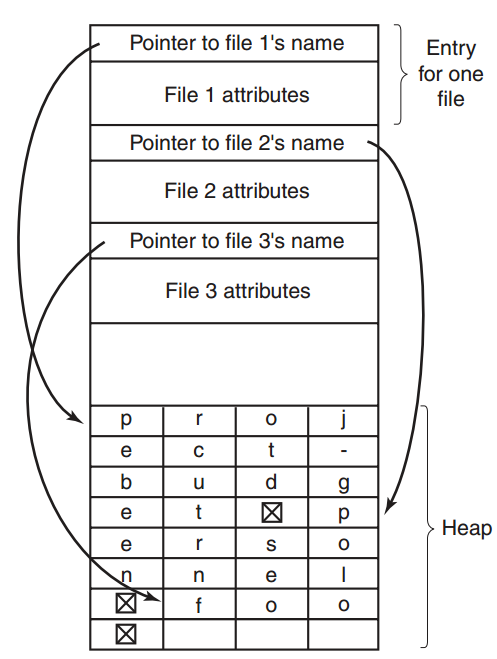 Pointer to file 1's name
Entry
for one
file
File 1 attributes
Pointer to file 2's name
File 2 attributes
Pointer to file 3's name
File 3 attributes
p r o j
e c t -
b u d g
e t ☒ p
e r s o
n n e l
☒ f o o
☒
Heap